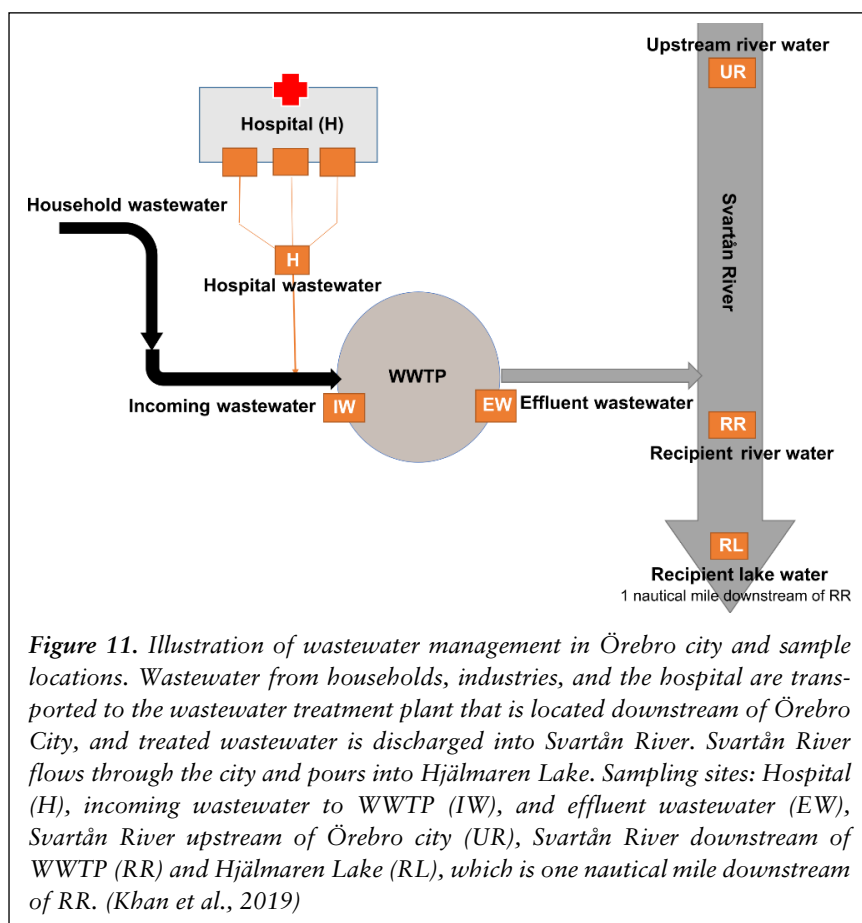 Upstream river water
UR
Hospital (H)
Household wastewater
H
Hospital wastewater
Svartån River
WWTP
Incoming wastewater
IW
EW
Effluent wastewater
RR
Recipient river water
RL
Recipient lake water
1 nautical mile downstream of RR
Figure 11. Illustration of wastewater management in Örebro city and sample
locations. Wastewater from households, industries, and the hospital are trans-
ported to the wastewater treatment plant that is located downstream of Örebro
City, and treated wastewater is discharged into Svartån River. Svartån River
flows through the city and pours into Hjälmaren Lake. Sampling sites: Hospital
(H), incoming wastewater to WWTP (IW), and effluent wastewater (EW),
Svartån River upstream of Örebro city (UR), Svartån River downstream of
WWTP (RR) and Hjälmaren Lake (RL), which is one nautical mile downstream
of RR. (Khan et al., 2019)